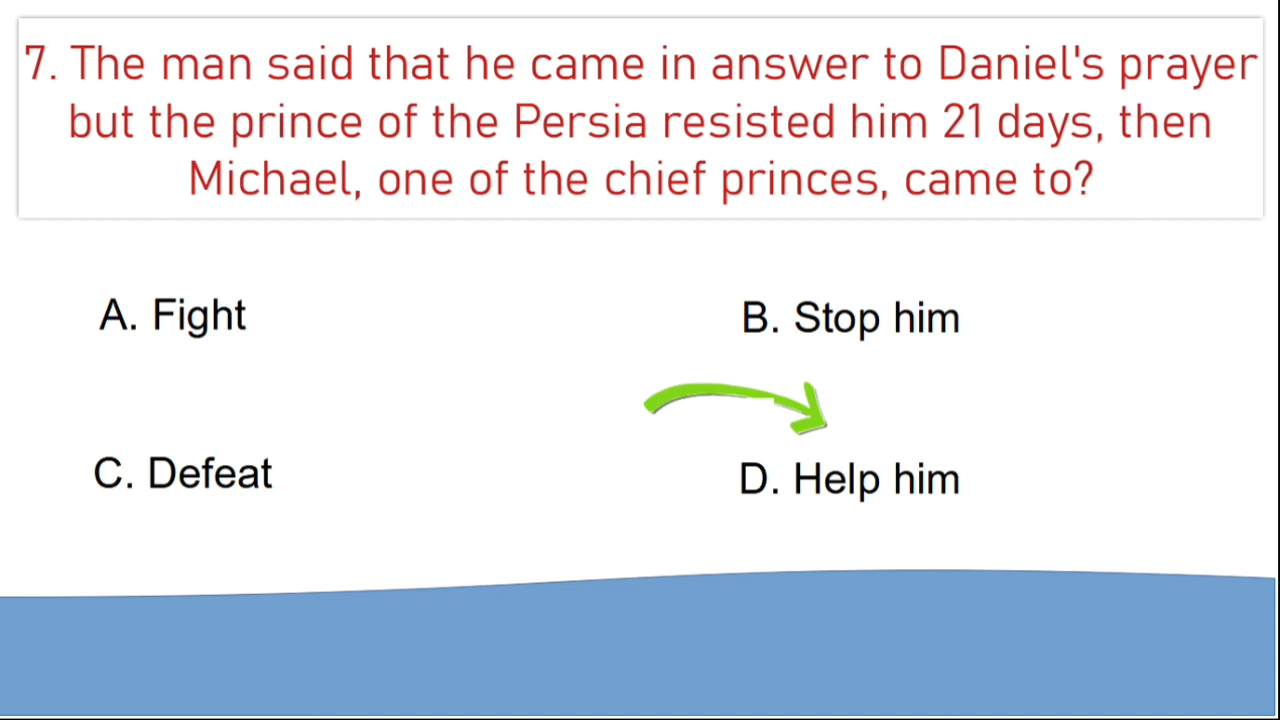 7. The man said that he came in answer to Daniel's prayer
but the prince of the Persia resisted him 21 days, then
Michael, one of the chief princes, came to?
A. Fight
B. Stop him
C. Defeat
D. Help him